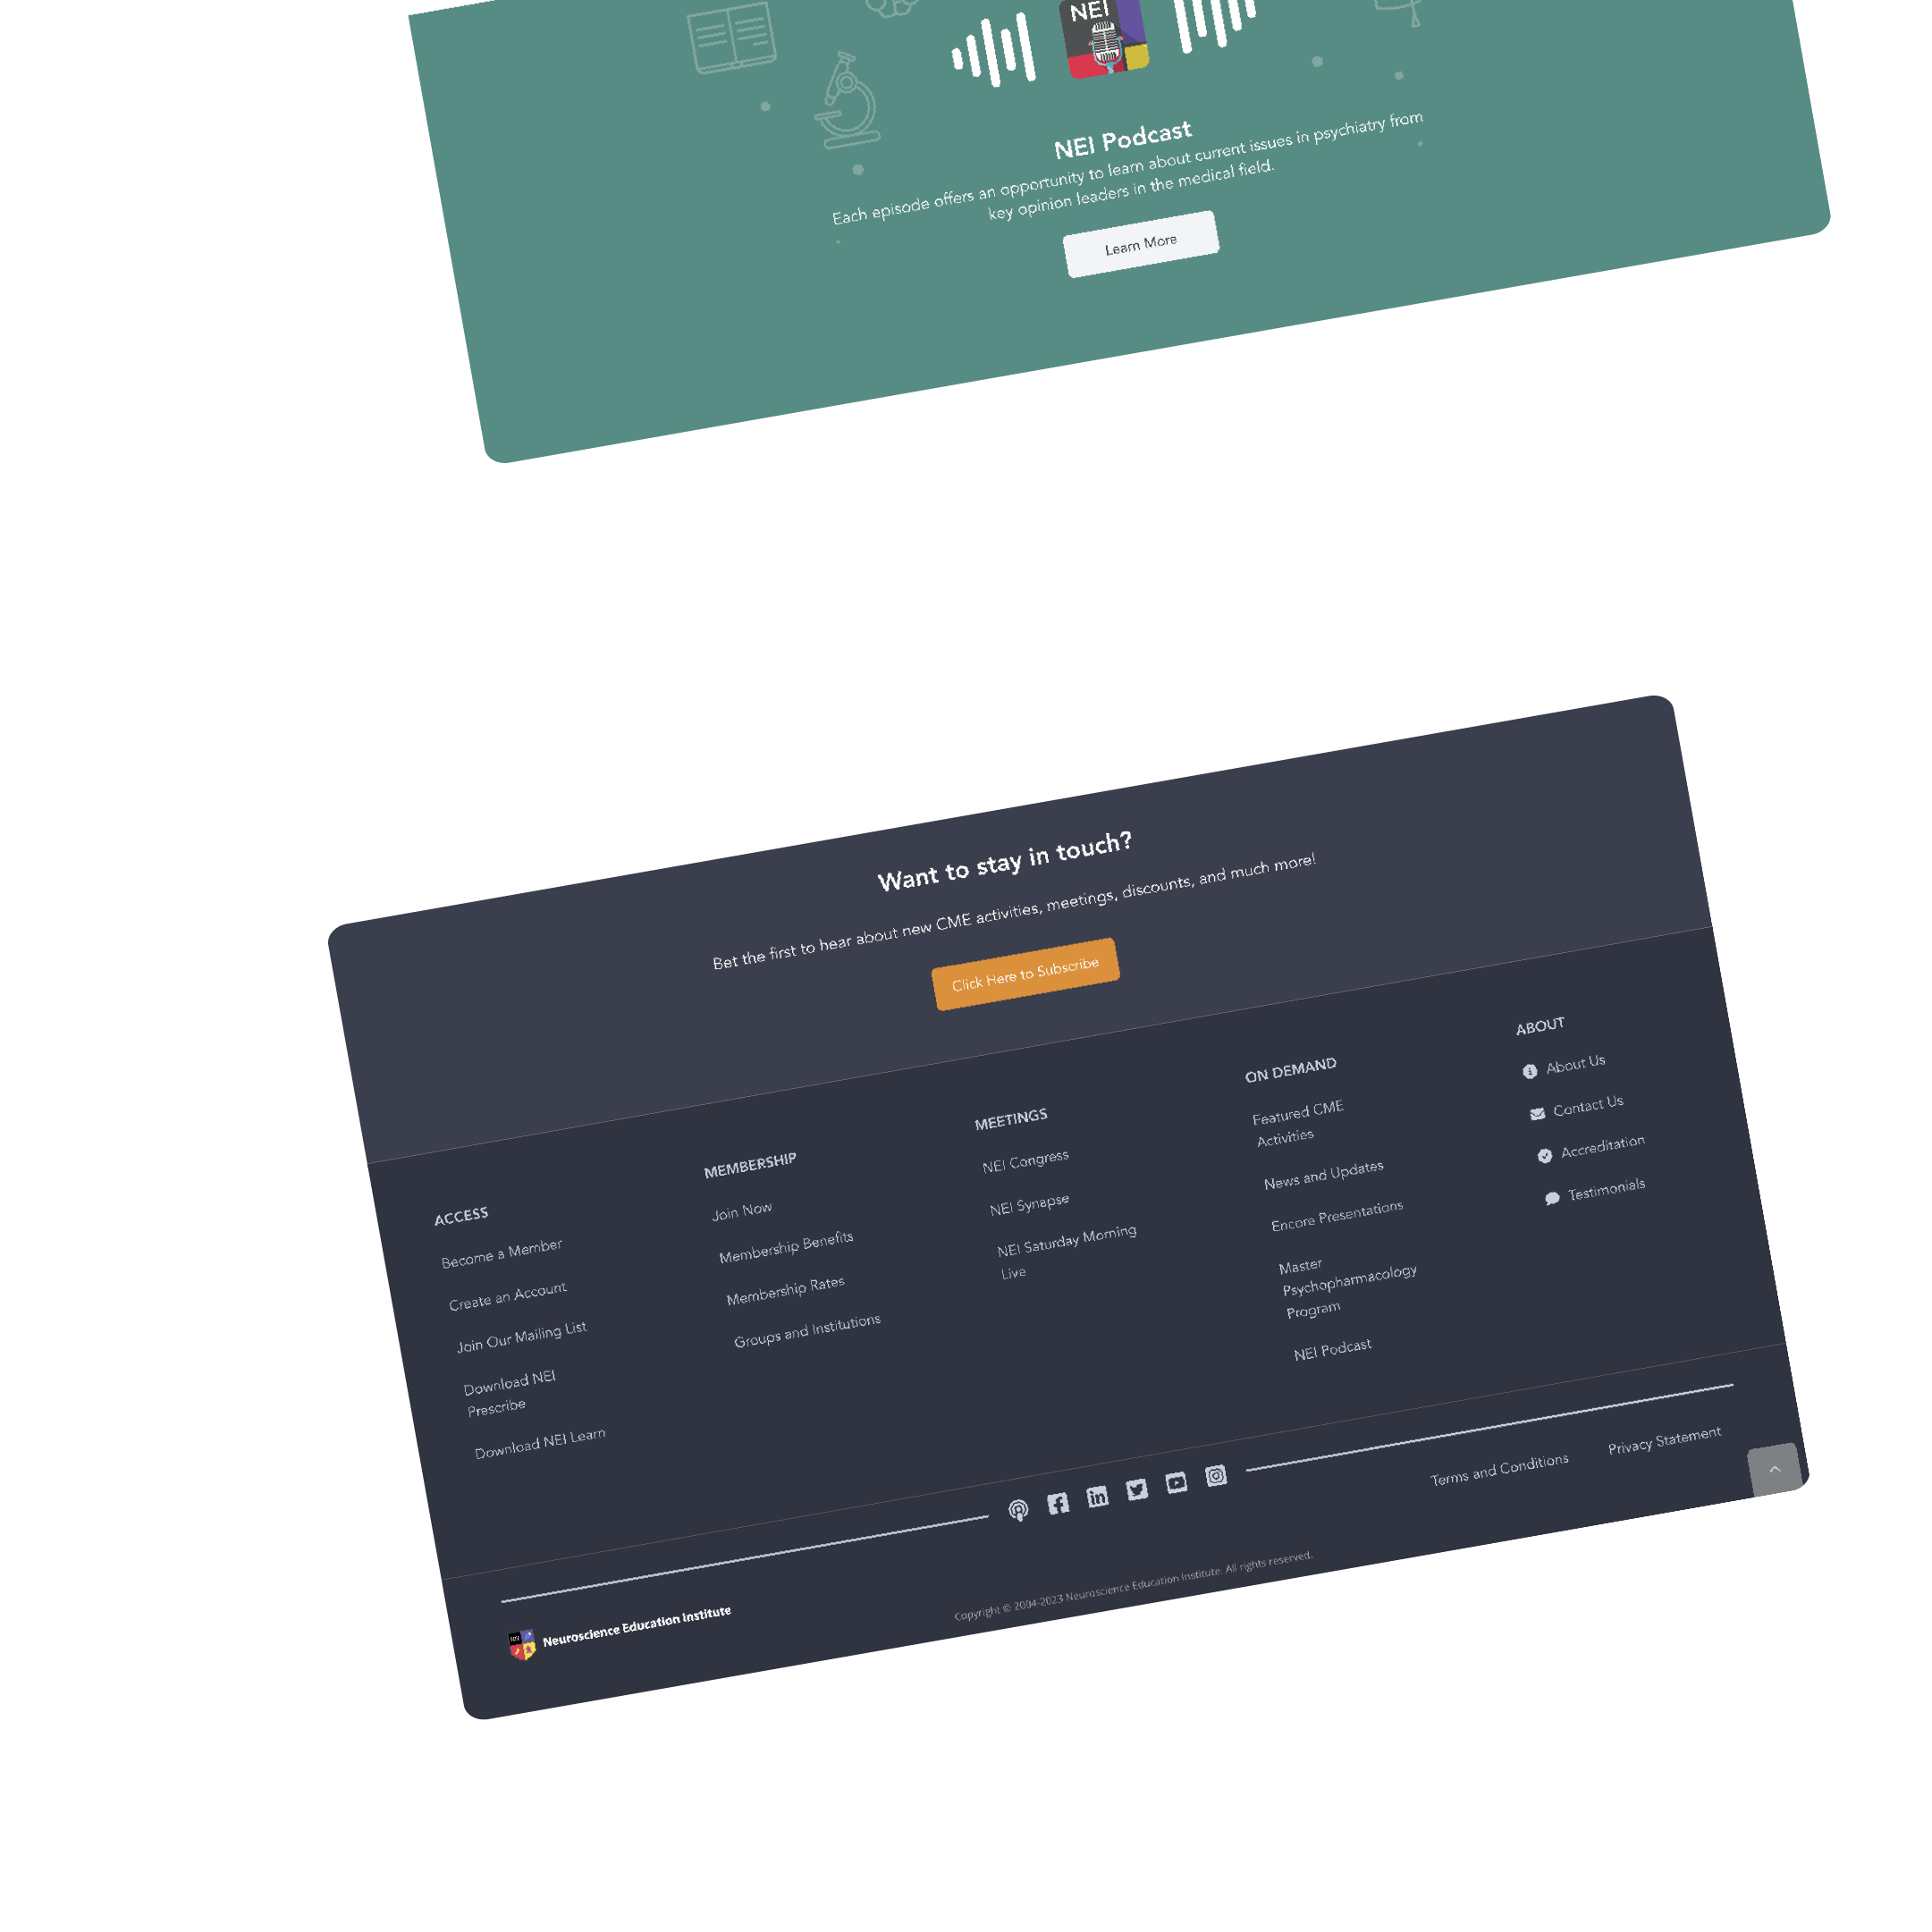 NEI
NEI Podcast
Each episode offers an opportunity to learn about current issues in psychiatry from
key opinion leaders in the medical field.
Learn More
Want to stay in touch?
Bet the first to hear about new CME activities, meetings, discounts, and much more!
Click Here to Subscribe
ACCESS
Become a Member
Create an Account
Join Our Mailing List
Download NEI
Prescribe
Download NEI Learn
MEMBERSHIP
Join Now
Membership Benefits
Membership Rates
Groups and Institutions
MEETINGS
NEI Congress
NEI Synapse
NEI Saturday Morning
Live
ON DEMAND
Featured CME
Activities
News and Updates
Encore Presentations
Master
Psychopharmacology
Program
NEI Podcast
ABOUT
About Us
Contact Us
Accreditation
Testimonials
Neuroscience Education Institute
Copyright © 2004-2023 Neuroscience Education Institute. All rights reserved.
Terms and Conditions
Privacy Statement